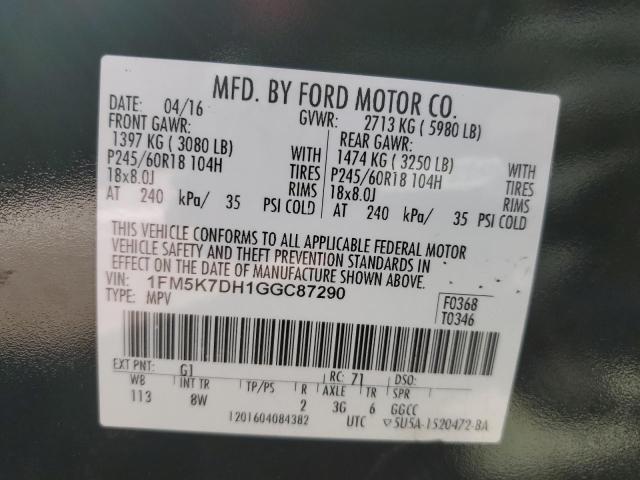 MFD. BY FORD MOTOR CO.
DATE: 04/16 GVWR: 2713 KG ( 5980 LB)
FRONT GAWR: REAR GAWR:
1397 KG ( 3080 LB) WITH 1474 KG ( 3250 LB) WITH
P245/60R18 104H TIRES P245/60R18 104H TIRES
18x8.0J RIMS 18x8.0J RIMS
AT 240 kPa/ 35 PSI COLD AT 240 kPa/ 35 PSI COLD
THIS VEHICLE CONFORMS TO ALL APPLICABLE FEDERAL MOTOR
VEHICLE SAFETY AND THEFT PREVENTION STANDARDS IN
EFFECT ON THE DATE OF MANUFACTURE SHOWN ABOVE.
VIN: 1FM5K7DH1GGC87290 F0368
TYPE: MPV T0346
EXT PNT: G1 RC: 71 DSO:
WB INT TR TP/PS R AXLE TR SPR
113 8W 2 3G 6 GGCC
1201604084382 UTC ▽5U5A-1520472-BA